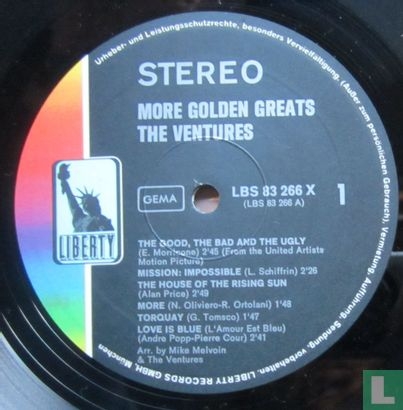 Urheber- und Leistungsschutzrechte, besonders Vervielfältigung, (Außer zum persönlichen Gebrauch), Vermietung, Aufführung, Sendung, vorbehalten. LIBERTY RECORDS GMBH, München
STEREO
MORE GOLDEN GREATS
THE VENTURES
GEMA
LBS 83 266 X
(LBS 83 266 A)
1
LIBERTY
THE GOOD, THE BAD AND THE UGLY
(E. Morricone) 2'45 (From the United Artists
Motion Picture)
MISSION: IMPOSSIBLE (L. Schiffrin) 2'26
THE HOUSE OF THE RISING SUN
(Alan Price) 2'49
MORE (N. Oliviero-R. Ortolani) 1'48
TORQUAY (G. Tomsco) 1'47
LOVE IS BLUE (L'Amour Est Bleu)
(Andre Popp-Pierre Cour) 2'41
Arr. by Mike Melvoin
& The Ventures
catawiki